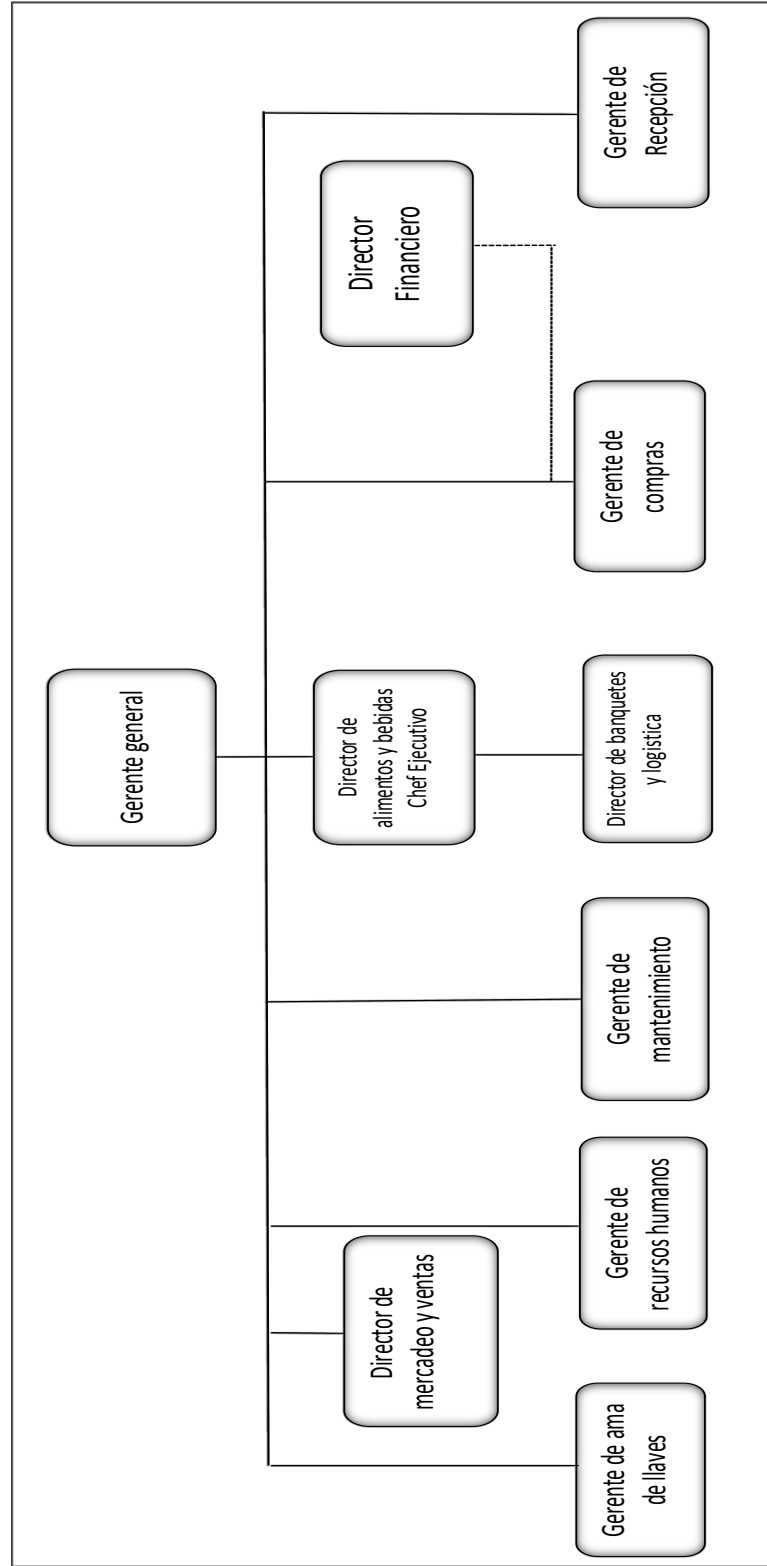 Gerente general
Director de
mercadeo y ventas
Director de
alimentos y bebidas
Chef Ejecutivo
Director
Financiero
Gerente de ama
de llaves
Gerente de
recursos humanos
Gerente de
mantenimiento
Director de banquetes
y logística
Gerente de
compras
Gerente de
Recepción